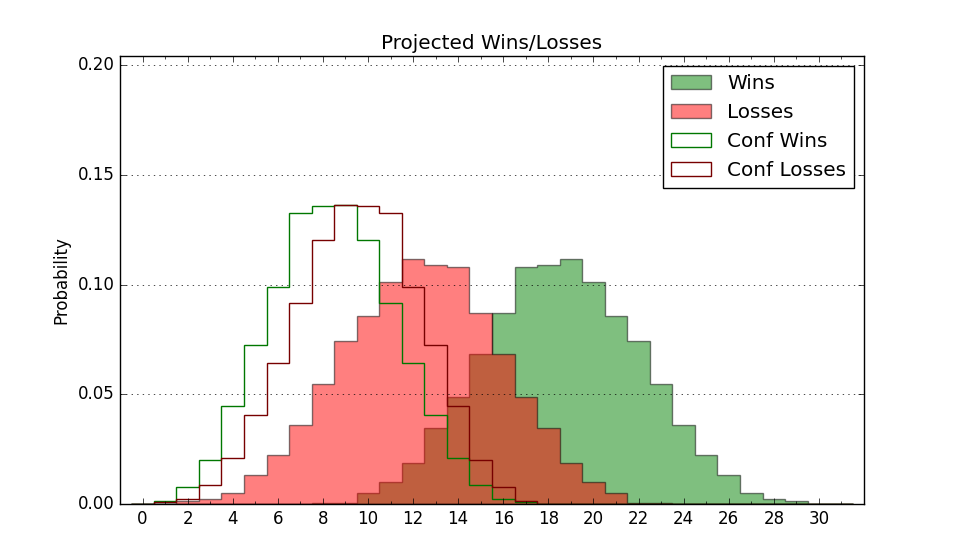 Projected Wins/Losses
0.20
0.15
0.10
0.05
0.00
Probability
Wins
Losses
Conf Wins
Conf Losses
0 2 4 6 8 10 12 14 16 18 20 22 24 26 28 30